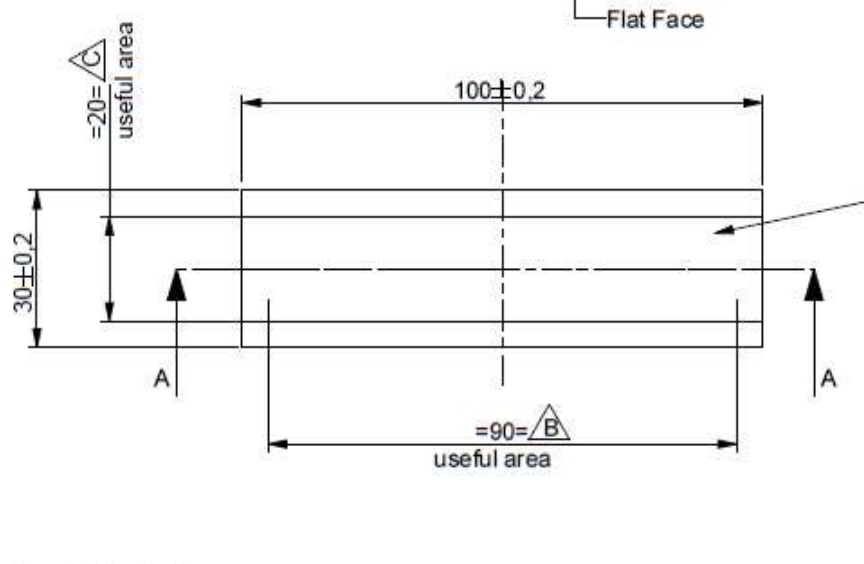 Flat Face
=20= C
useful area
100±0,2
30±0,2
A
A
=90= B
useful area